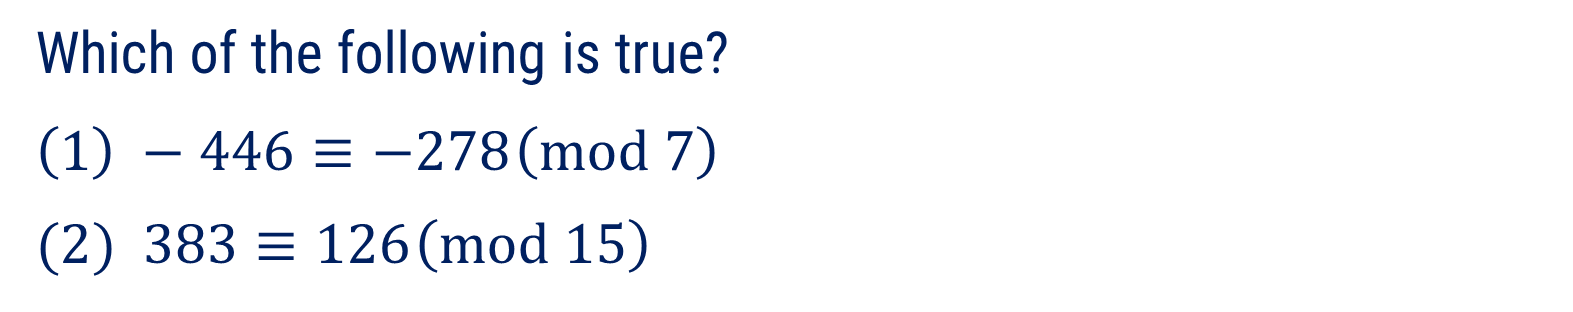 Which of the following is true?
(1) − 446 ≡ −278(mod 7)
(2) 383 ≡ 126(mod 15)